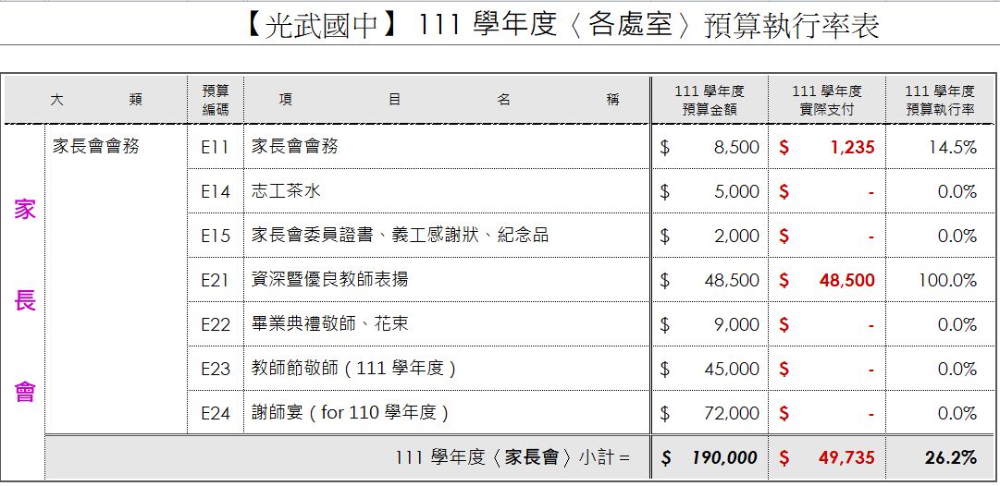 【光武國中】 111 學年度〈各處室〉預算執行率表
大 類 預算編碼 項 目 名 稱 111 學年度預算金額 111 學年度實際支付 111 學年度預算執行率
家長會
家長會會務 E11 家長會會務 $ 8,500 $ 1,235 14.5%
E14 志工茶水 $ 5,000 $ - 0.0%
E15 家長會委員證書、義工感謝狀、紀念品 $ 2,000 $ - 0.0%
E21 資深暨優良教師表揚 $ 48,500 $ 48,500 100.0%
E22 畢業典禮敬師、花束 $ 9,000 $ - 0.0%
E23 教師節敬師 ( 111 學年度 ) $ 45,000 $ - 0.0%
E24 謝師宴 ( for 110 學年度 ) $ 72,000 $ - 0.0%
111 學年度〈家長會〉小計 = $ 190,000 $ 49,735 26.2%